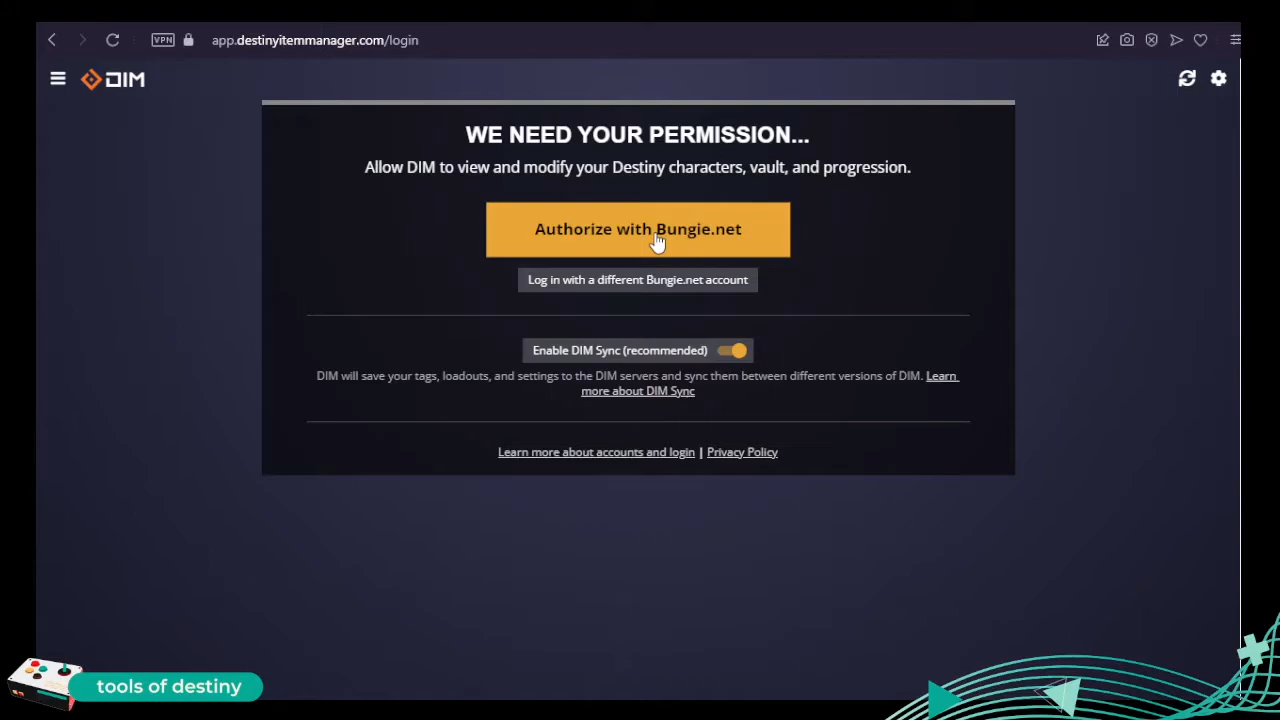 VPN app.destinyitemmanager.com/login
DIM
WE NEED YOUR PERMISSION...
Allow DIM to view and modify your Destiny characters, vault, and progression.
Authorize with Bungie.net
Log in with a different Bungie.net account
Enable DIM Sync (recommended)
DIM will save your tags, loadouts, and settings to the DIM servers and sync them between different versions of DIM. Learn
more about DIM Sync
Learn more about accounts and login | Privacy Policy
tools of destiny